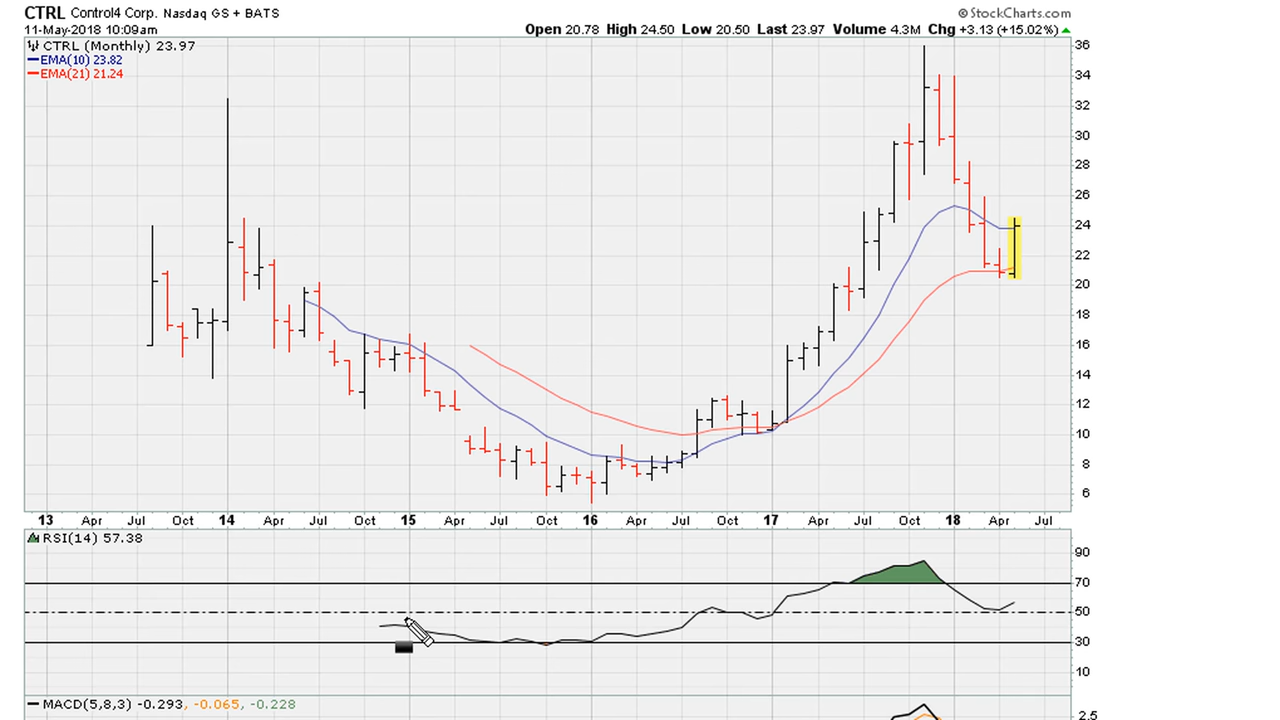 CTRL Control4 Corp. Nasdaq GS + BATS
© StockCharts.com
11-May-2018 10:09am
Open 20.78 High 24.50 Low 20.50 Last 23.97 Volume 4.3M Chg +3.13 (+15.02%)
CTRL (Monthly) 23.97
EMA(10) 23.82
EMA(21) 21.24
36
34
32
30
28
26
24
22
20
18
16
14
12
10
8
6
13 Apr Jul Oct 14 Apr Jul Oct 15 Apr Jul Oct 16 Apr Jul Oct 17 Apr Jul Oct 18 Apr Jul
RSI(14) 57.38
90
70
50
30
10
MACD(5,8,3) -0.293, -0.065, -0.228
2.5